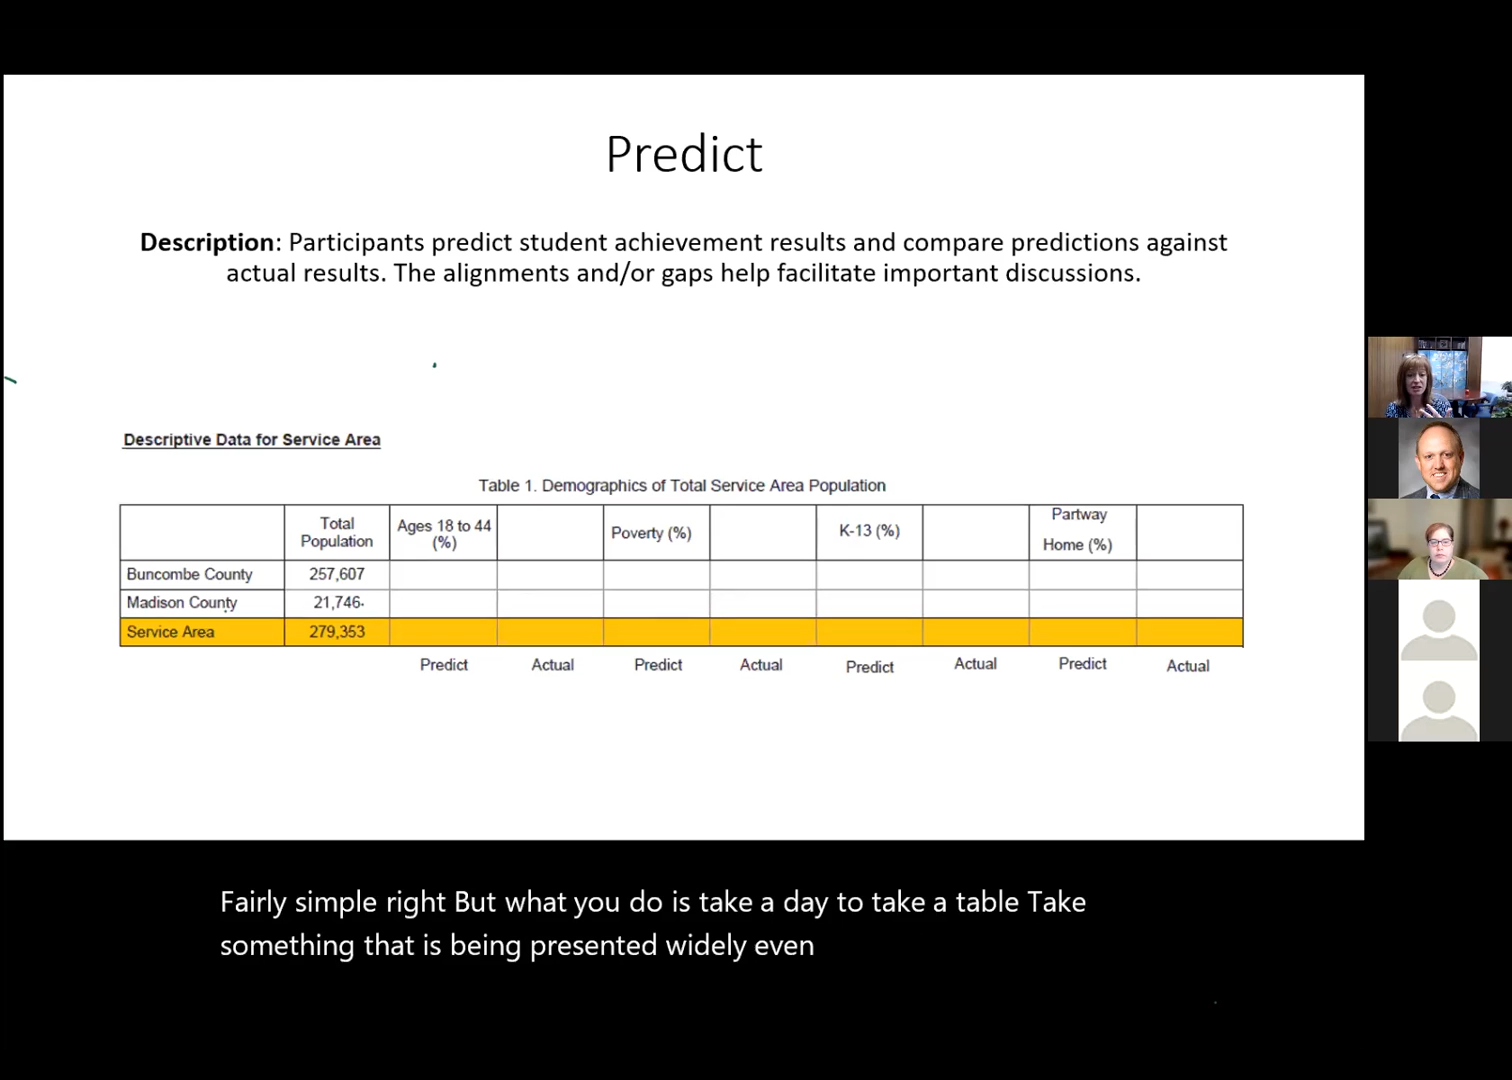 Predict
Description: Participants predict student achievement results and compare predictions against
actual results. The alignments and/or gaps help facilitate important discussions.
Descriptive Data for Service Area
Table 1. Demographics of Total Service Area Population
Total Population Ages 18 to 44 (%) Poverty (%) K-13 (%) Partway Home (%)
Buncombe County 257,607
Madison County 21,746
Service Area 279,353
Predict Actual Predict Actual Predict Actual Predict Actual
Fairly simple right But what you do is take a day to take a table Take
something that is being presented widely even